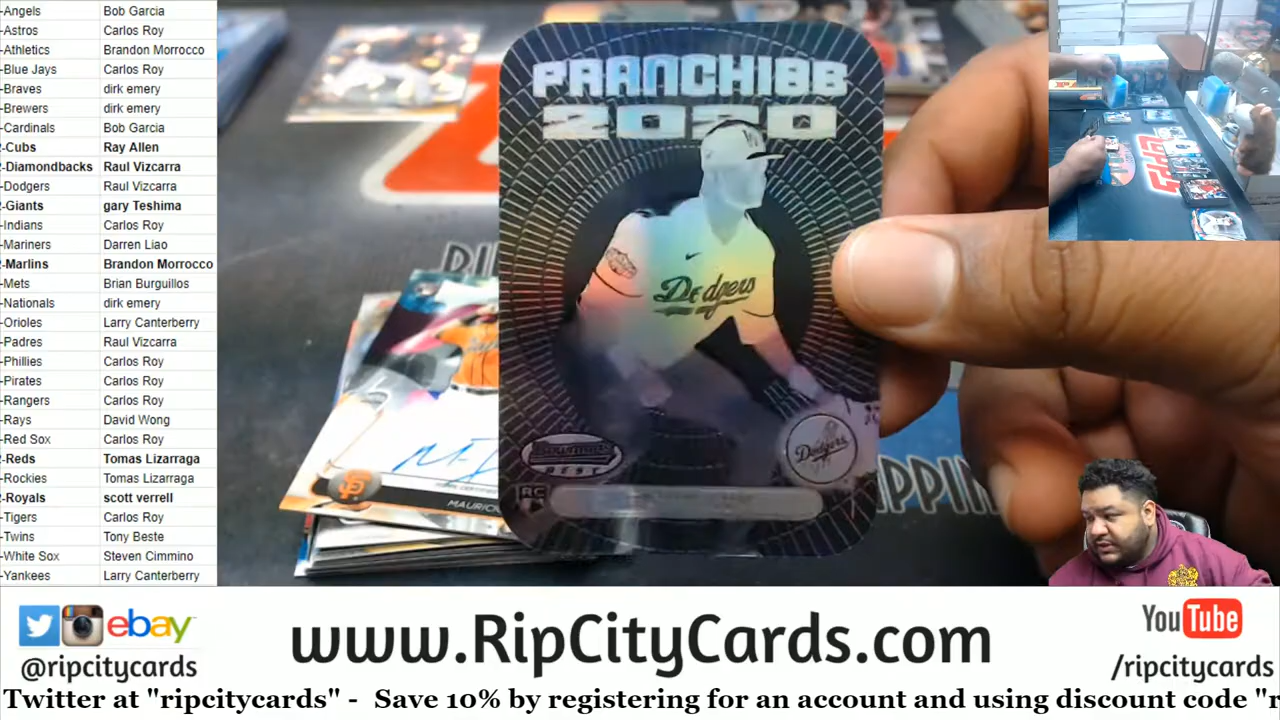 -Angels Bob Garcia
-Astros Carlos Roy
-Athletics Brandon Morrocco
-Blue Jays Carlos Roy
-Braves dirk emery
-Brewers dirk emery
-Cardinals Bob Garcia
-Cubs Ray Allen
-Diamondbacks Raul Vizcarra
-Dodgers Raul Vizcarra
-Giants gary Teshima
-Indians Carlos Roy
-Mariners Darren Liao
-Marlins Brandon Morrocco
-Mets Brian Burguillos
-Nationals dirk emery
-Orioles Larry Canterberry
-Padres Raul Vizcarra
-Phillies Carlos Roy
-Pirates Carlos Roy
-Rangers Carlos Roy
-Rays David Wong
-Red Sox Carlos Roy
-Reds Tomas Lizarraga
-Rockies Tomas Lizarraga
-Royals scott verrell
-Tigers Carlos Roy
-Twins Tony Beste
-White Sox Steven Cimmino
-Yankees Larry Canterberry
2020
Dodgers
Dodgers
BEST
RC
SF
MAURIC
RIP
PPIN
ebay
@ripcitycards
www.RipCityCards.com
YouTube
/ripcitycards
Twitter at "ripcitycards" - Save 10% by registering for an account and using discount code "r